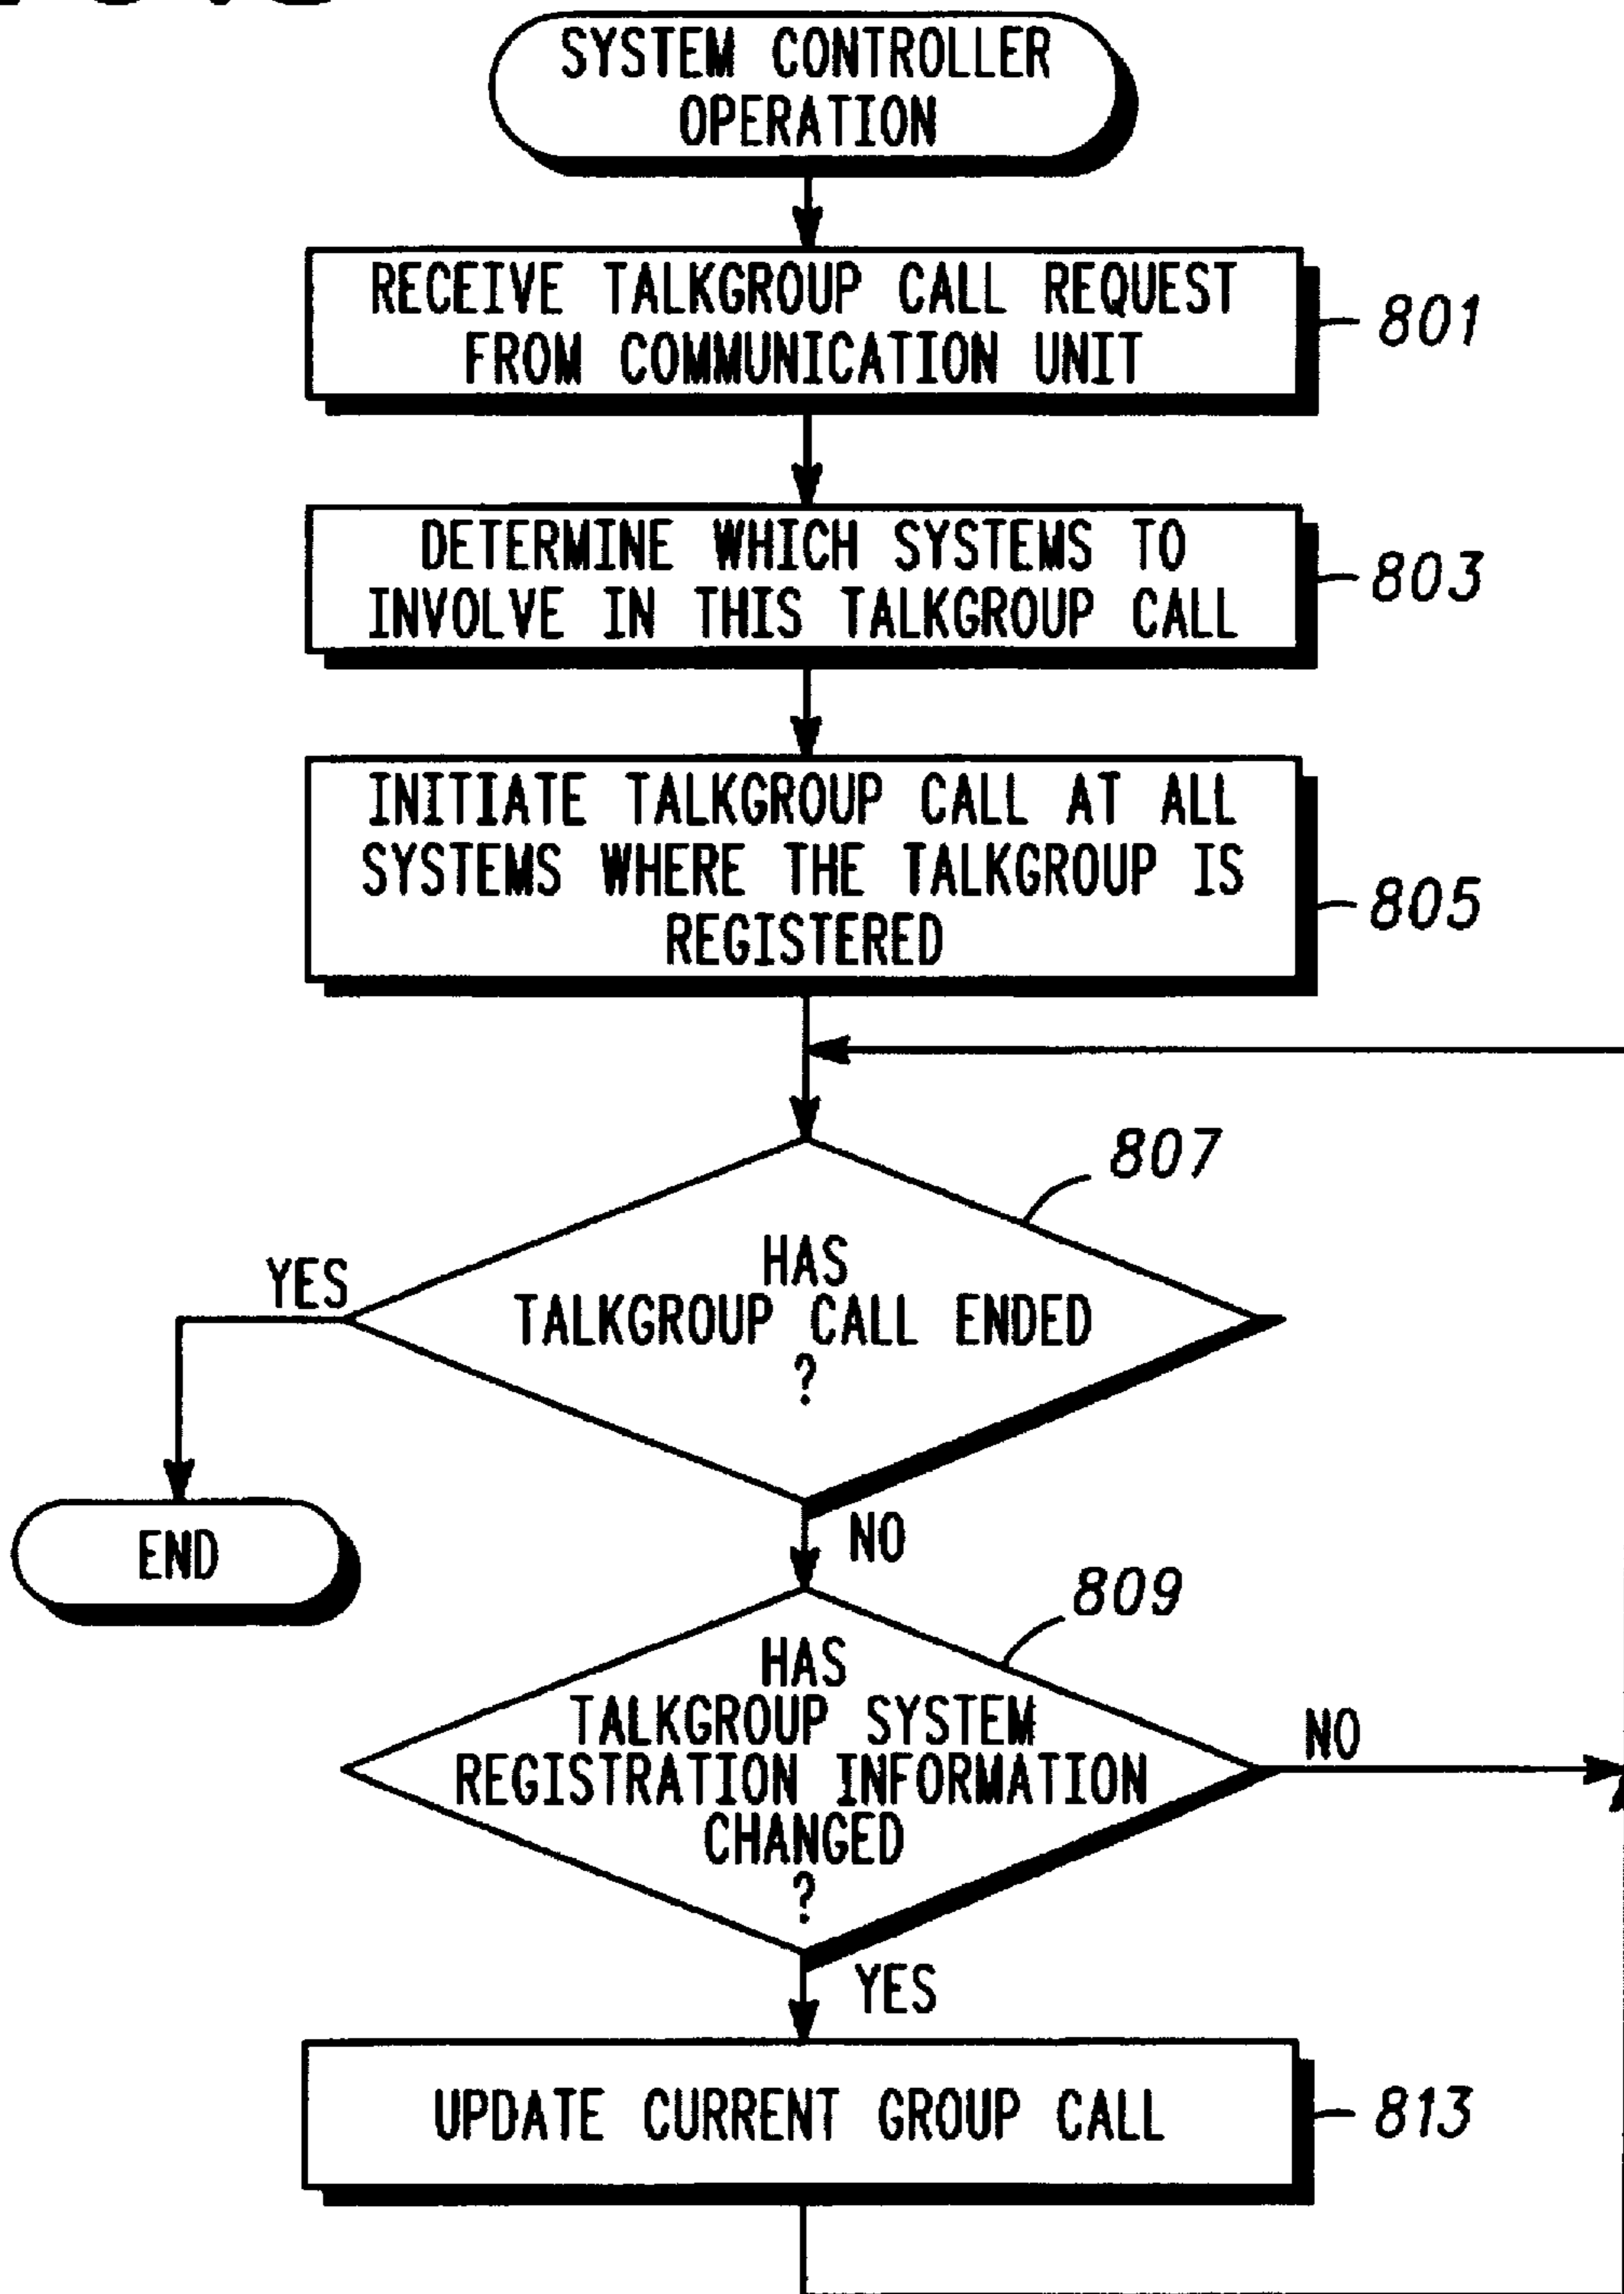 SYSTEM CONTROLLER
OPERATION
RECEIVE TALKGROUP CALL REQUEST
FROM COMMUNICATION UNIT
801
DETERMINE WHICH SYSTEMS TO
INVOLVE IN THIS TALKGROUP CALL
803
INITIATE TALKGROUP CALL AT ALL
SYSTEMS WHERE THE TALKGROUP IS
REGISTERED
805
807
HAS
TALKGROUP CALL ENDED
?
YES
END
NO
809
HAS
TALKGROUP SYSTEM
REGISTRATION INFORMATION
CHANGED
?
NO
YES
UPDATE CURRENT GROUP CALL
813